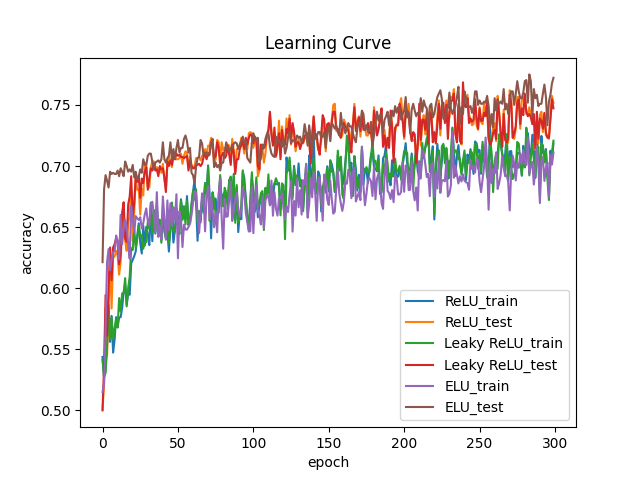 Learning Curve
accuracy
0.75
0.70
0.65
0.60
0.55
0.50
0
50
100
150
200
250
300
epoch
ReLU_train
ReLU_test
Leaky ReLU_train
Leaky ReLU_test
ELU_train
ELU_test